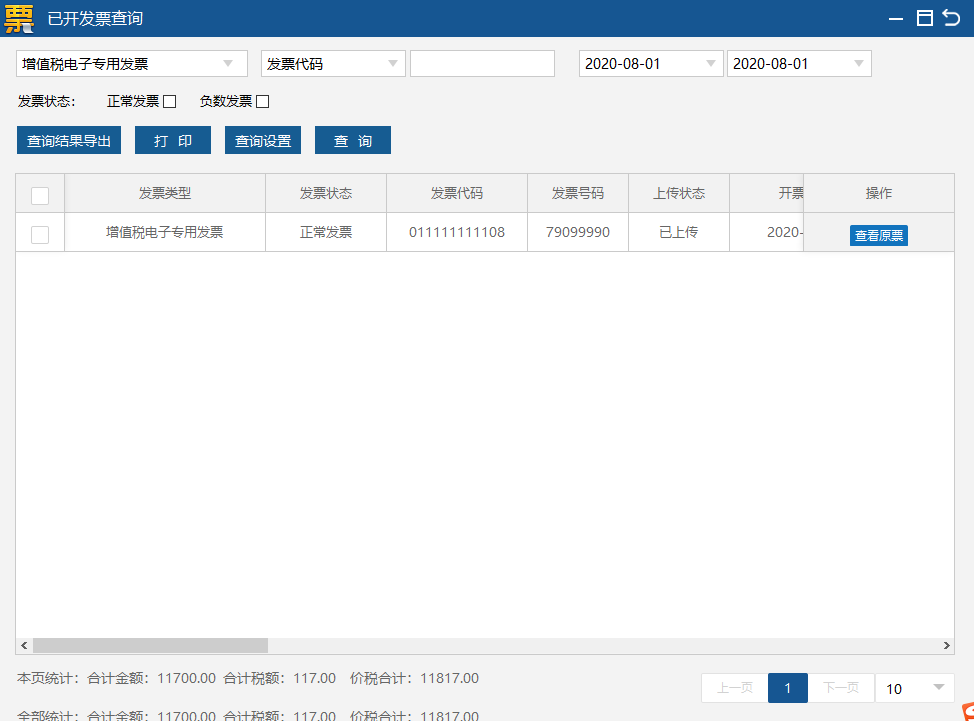 票 已开发票查询
增值税电子专用发票 发票代码 2020-08-01 2020-08-01
发票状态： 正常发票 负数发票
查询结果导出 打 印 查询设置 查 询
发票类型 发票状态 发票代码 发票号码 上传状态 开票 操作
增值税电子专用发票 正常发票 011111111108 79099990 已上传 2020- 查看原票
本页统计： 合计金额： 11700.00 合计税额： 117.00 价税合计： 11817.00
上一页 1 下一页 10
全部统计： 合计金额： 11700.00 合计税额： 117.00 价税合计： 11817.00